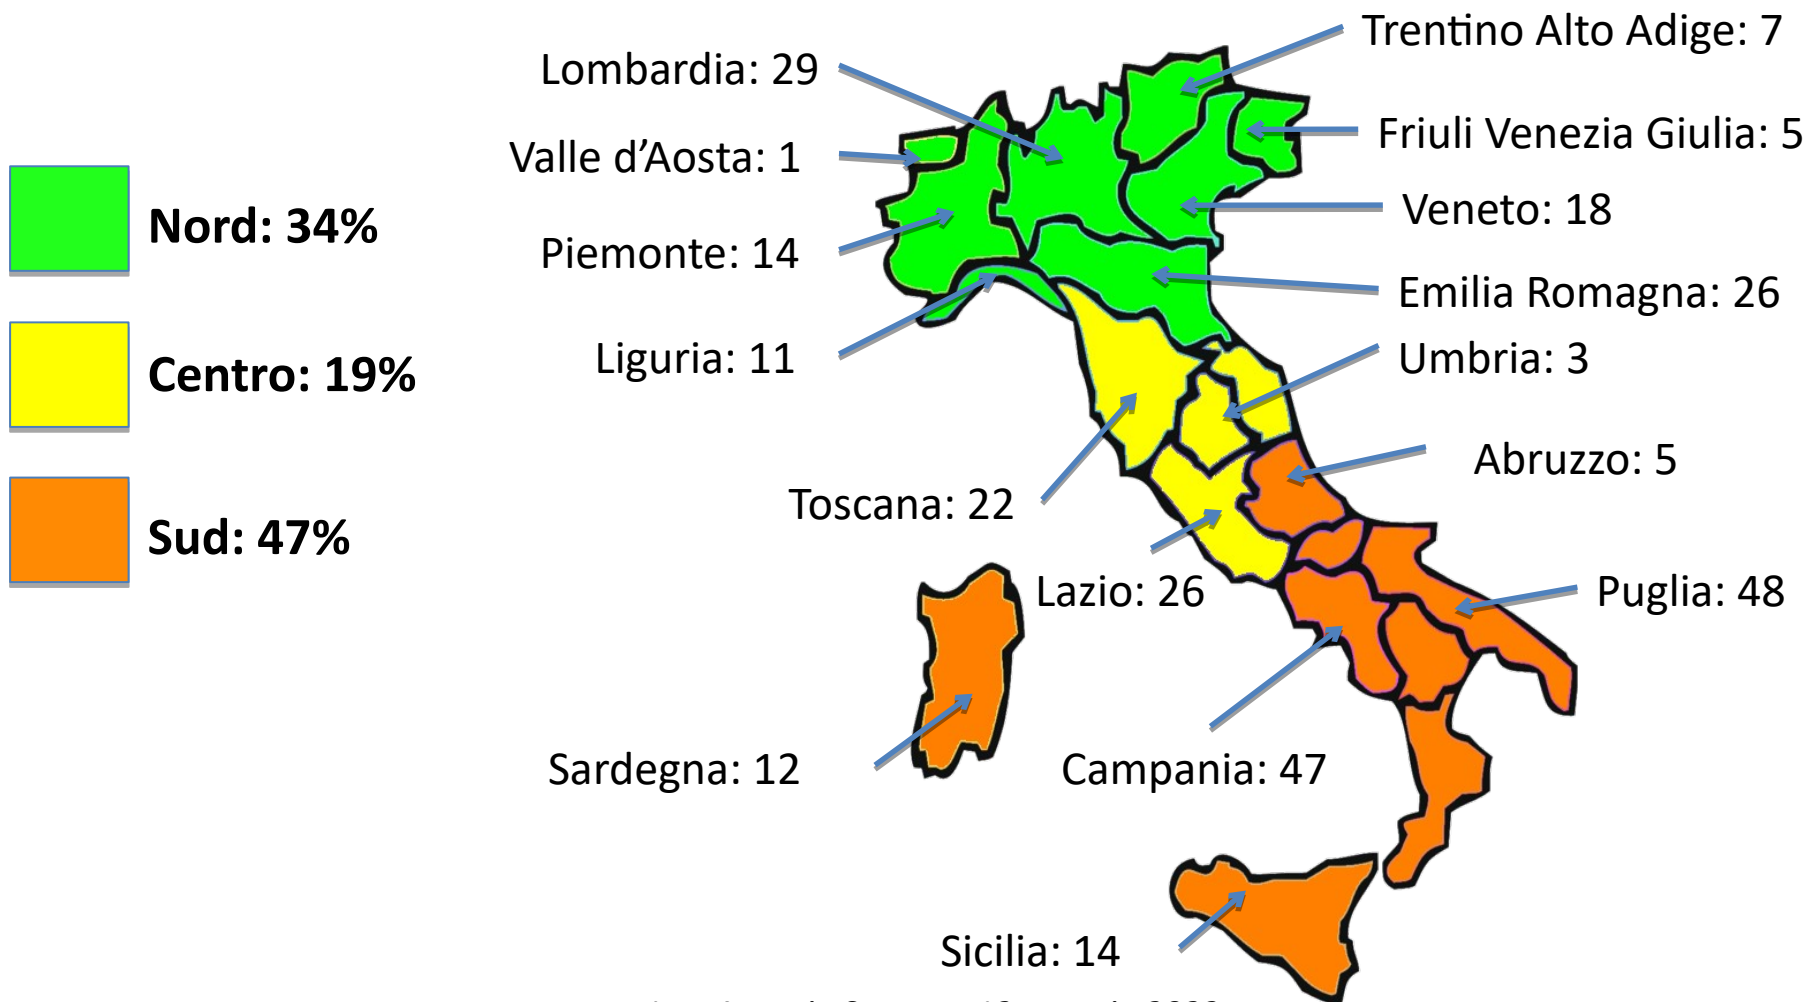 Trentino Alto Adige: 7
Lombardia: 29
Friuli Venezia Giulia: 5
Valle d’Aosta: 1
Veneto: 18
Nord: 34%
Piemonte: 14
Emilia Romagna: 26
Liguria: 11
Umbria: 3
Centro: 19%
Abruzzo: 5
Toscana: 22
Sud: 47%
Lazio: 26
Puglia: 48
Sardegna: 12
Campania: 47
Sicilia: 14